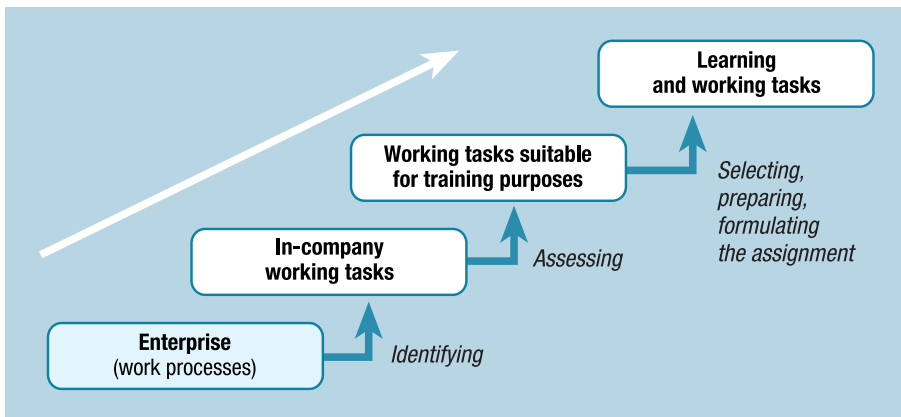 Learning
and working tasks
Working tasks suitable
for training purposes
Selecting,
preparing,
formulating
the assignment
In-company
working tasks
Assessing
Enterprise
(work processes)
Identifying